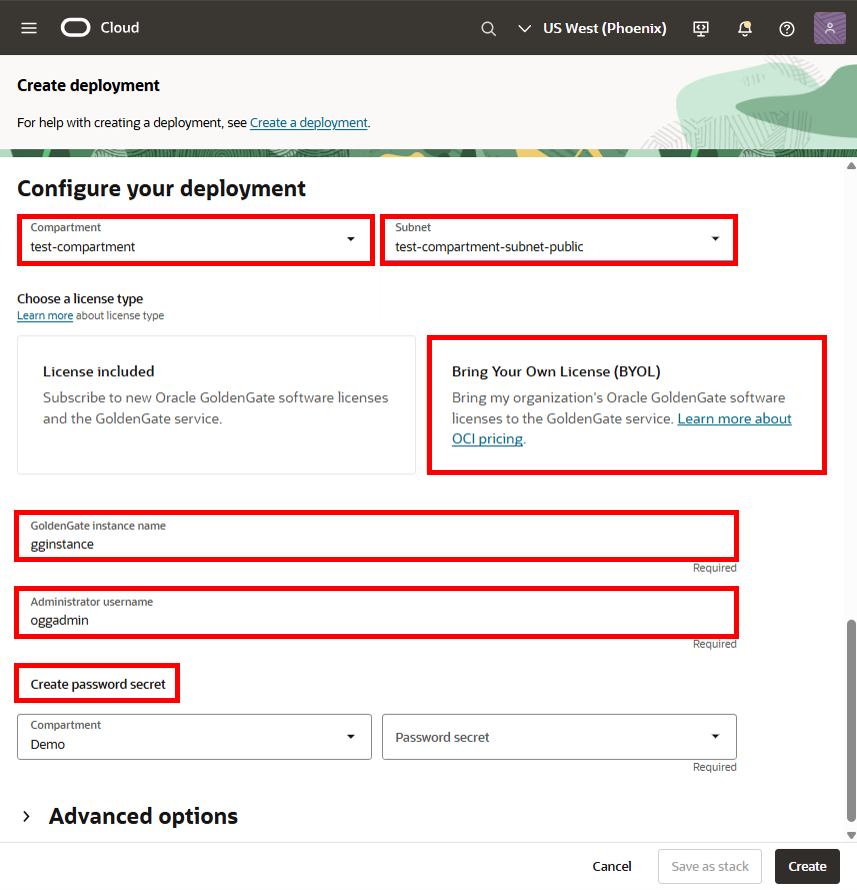 Cloud
US West (Phoenix)
Create deployment
For help with creating a deployment, see Create a deployment.
Configure your deployment
Compartment
test-compartment
Subnet
test-compartment-subnet-public
Choose a license type
Learn more about license type
License included
Subscribe to new Oracle GoldenGate software licenses
and the GoldenGate service.
Bring Your Own License (BYOL)
Bring my organization's Oracle GoldenGate software
licenses to the GoldenGate service. Learn more about
OCI pricing.
GoldenGate instance name
gginstance
Required
Administrator username
oggadmin
Required
Create password secret
Compartment
Demo
Password secret
Required
Advanced options
Cancel
Save as stack
Create